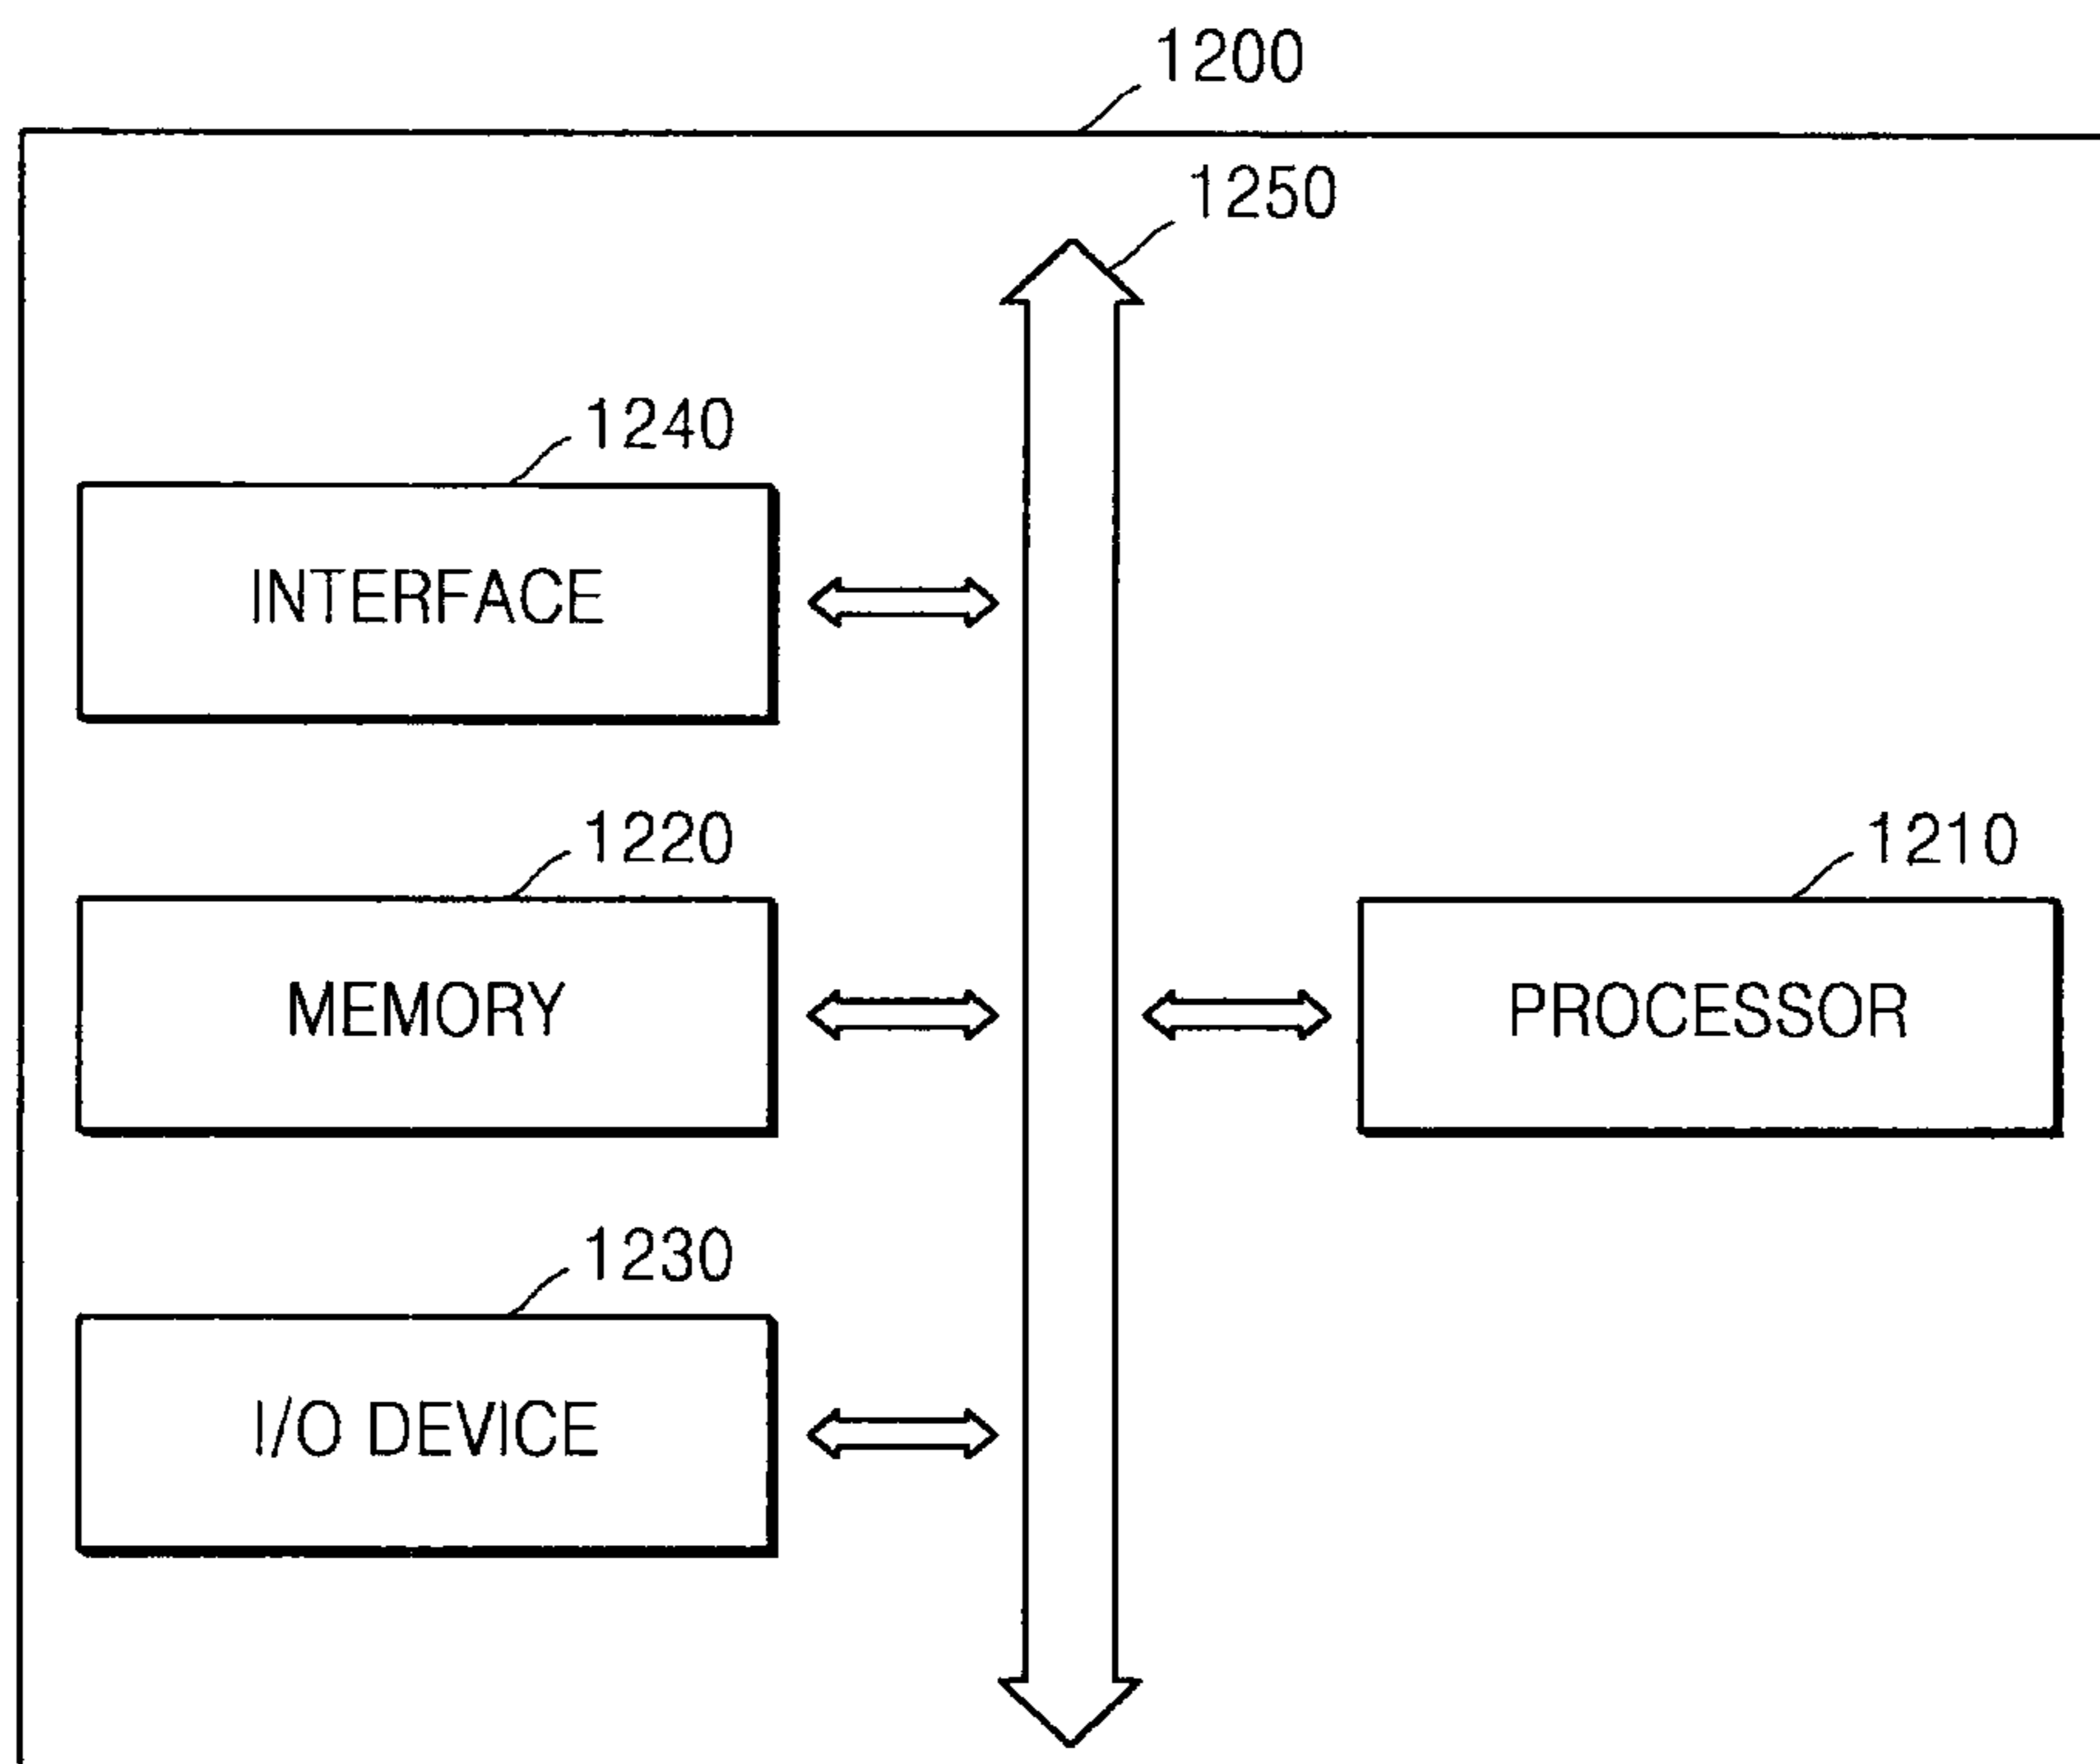 1200
1250
1240
INTERFACE
1220
MEMORY
1210
PROCESSOR
1230
I/O DEVICE